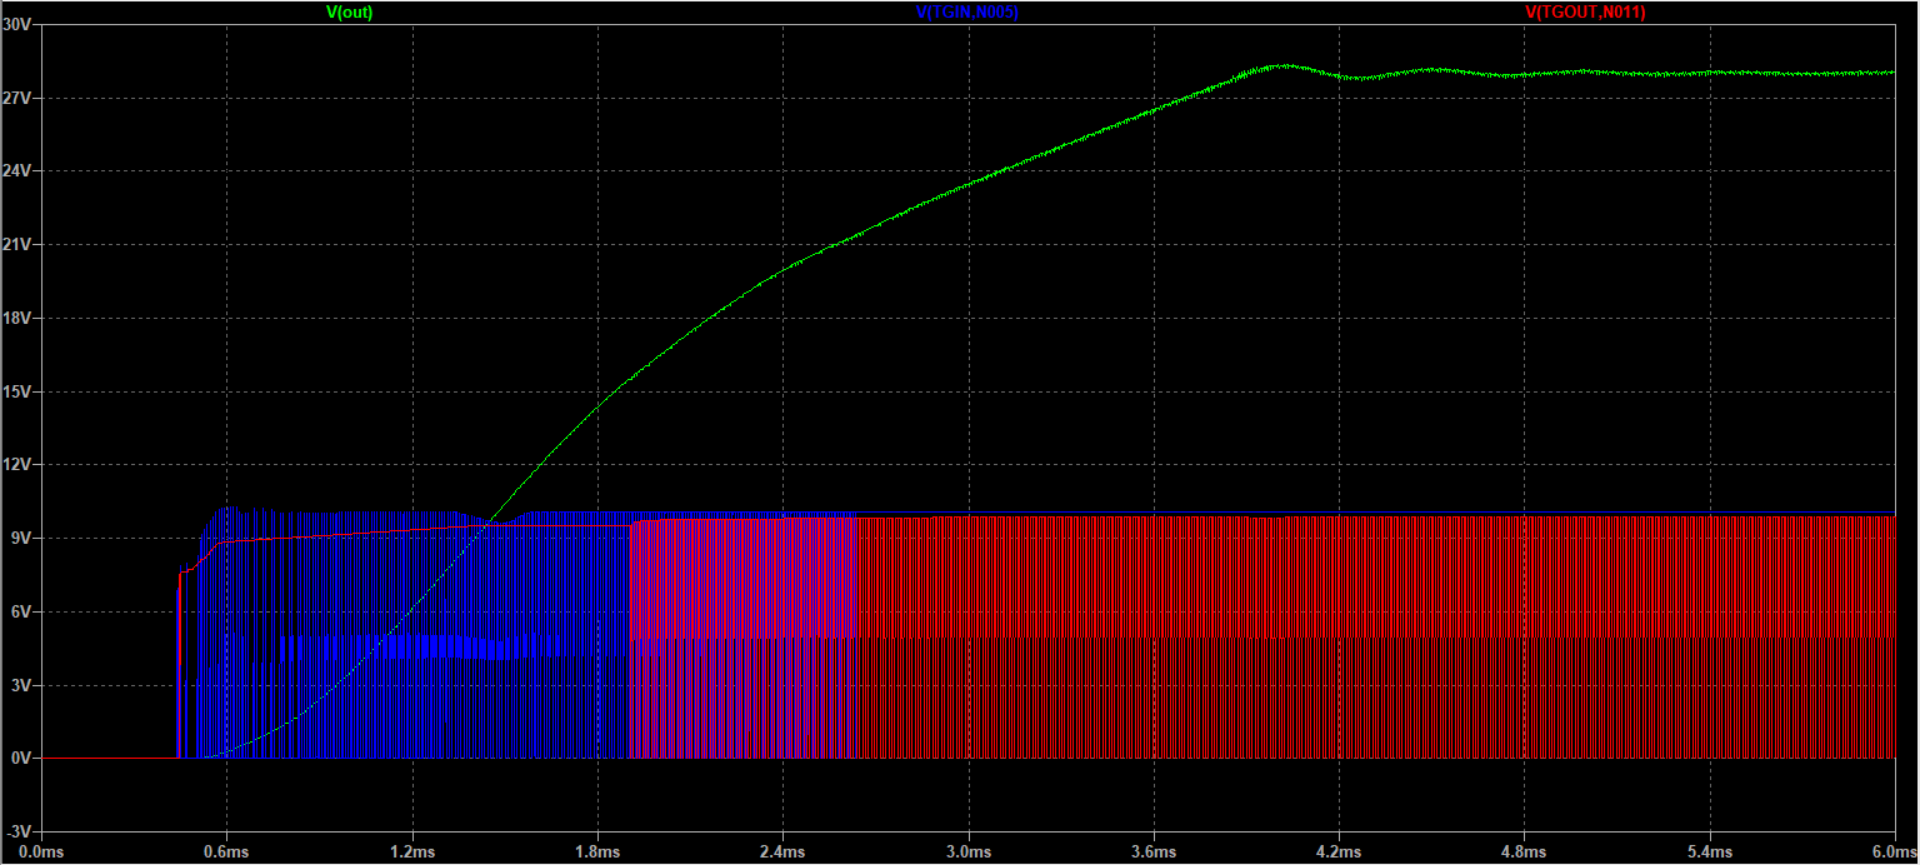 V(out) V(TGIN,N005) V(TGOUT,N011)
30V
27V
24V
21V
18V
15V
12V
9V
6V
3V
0V
-3V
0.0ms 0.6ms 1.2ms 1.8ms 2.4ms 3.0ms 3.6ms 4.2ms 4.8ms 5.4ms 6.0ms